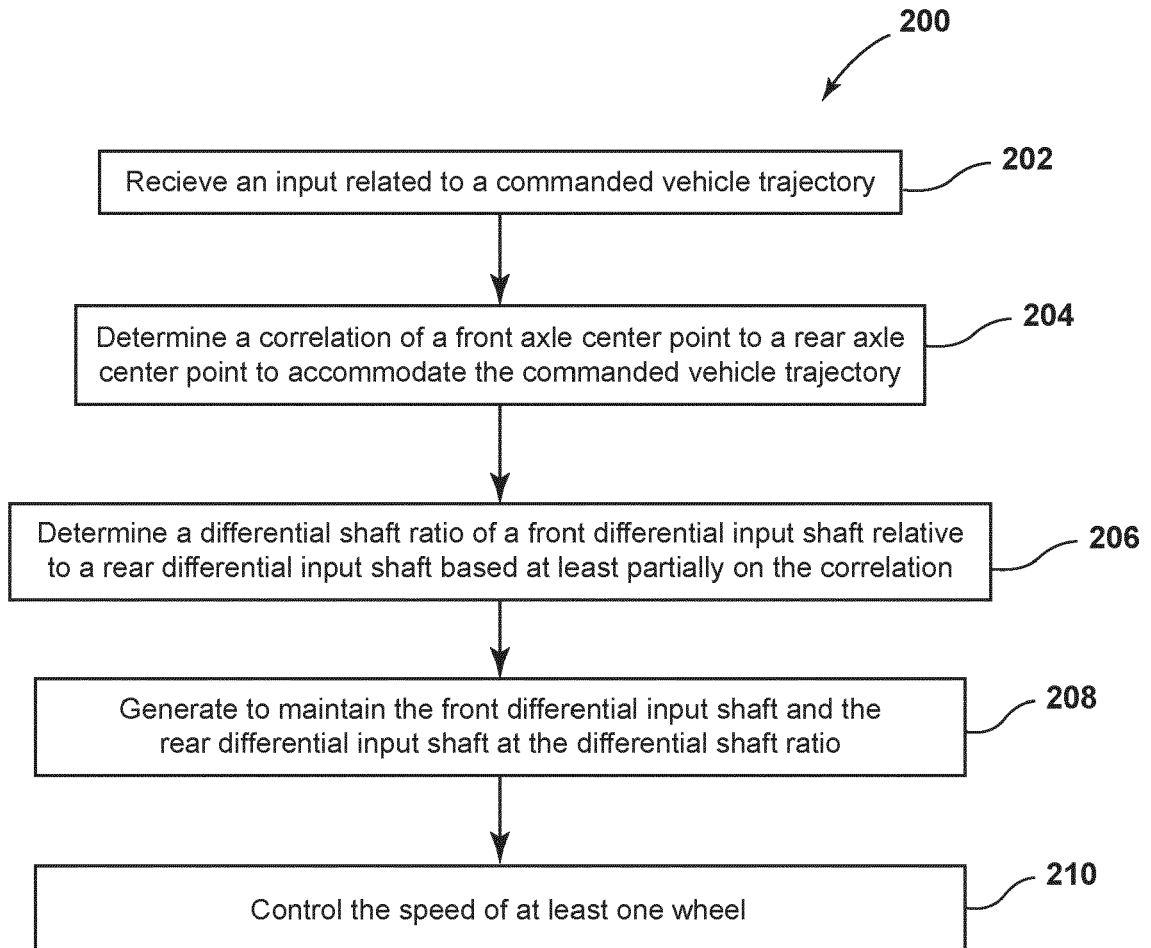 200
Recieve an input related to a commanded vehicle trajectory
202
Determine a correlation of a front axle center point to a rear axle
center point to accommodate the commanded vehicle trajectory
204
Determine a differential shaft ratio of a front differential input shaft relative
to a rear differential input shaft based at least partially on the correlation
206
Generate to maintain the front differential input shaft and the
rear differential input shaft at the differential shaft ratio
208
Control the speed of at least one wheel
210